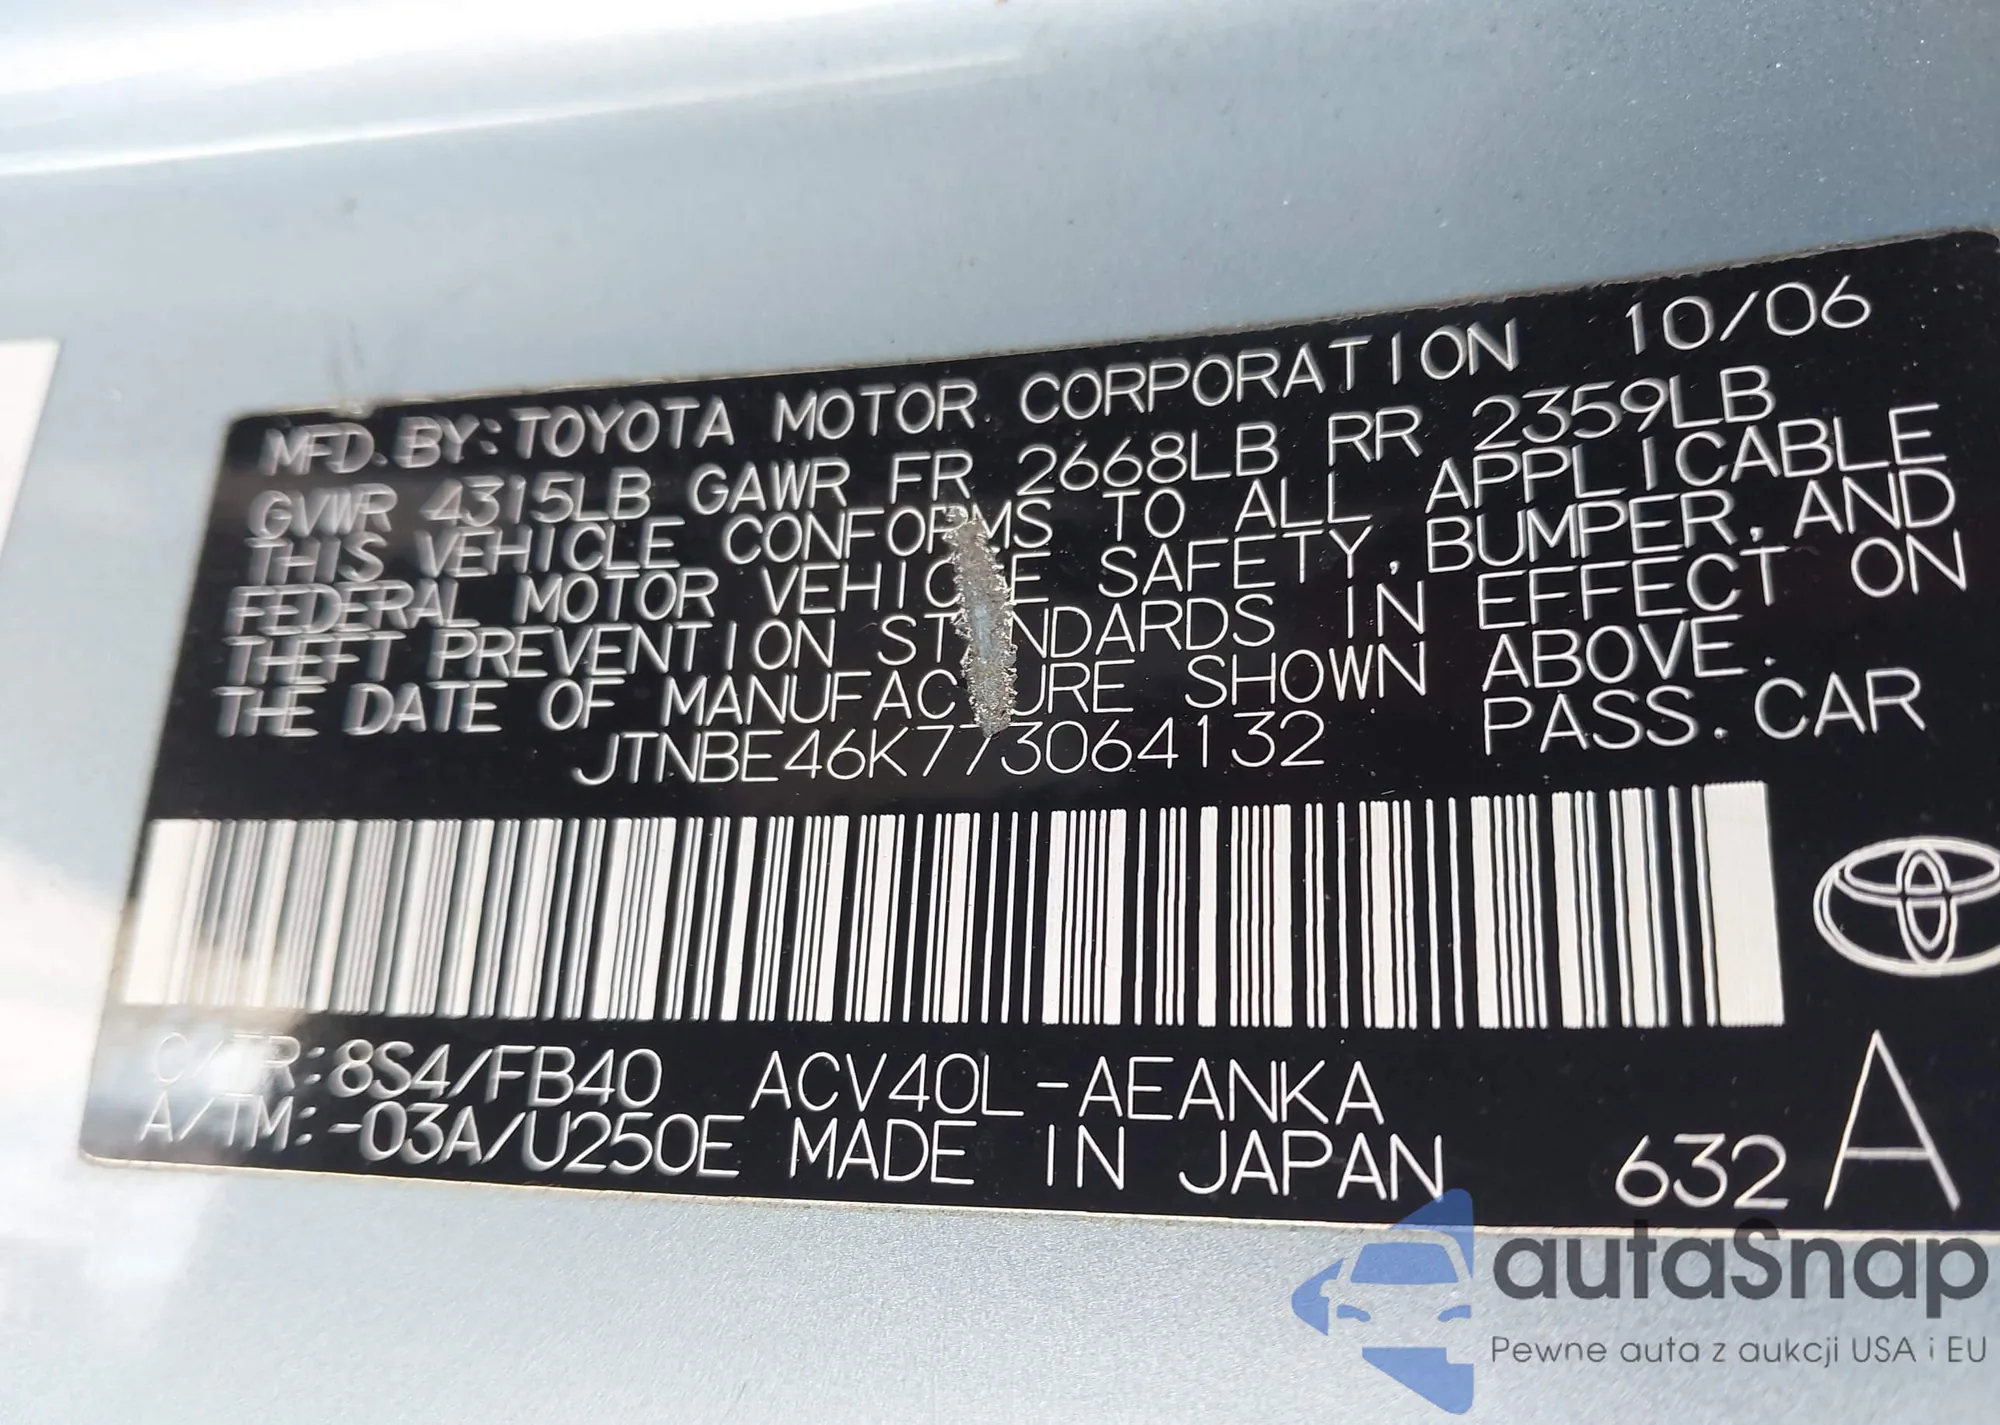 MFD. BY: TOYOTA MOTOR CORPORATION 10/06
GVWR 4315LB GAWR FR 2668LB RR 2359LB
THIS VEHICLE CONFORMS TO ALL APPLICABLE
FEDERAL MOTOR VEHICLE SAFETY, BUMPER, AND
THEFT PREVENTION STANDARDS IN EFFECT ON
THE DATE OF MANUFACTURE SHOWN ABOVE.
JTNBE46K773064132 PASS. CAR
C/TR: 8S4/FB40 ACV40L-AEANKA
A/TM: -03A/U250E MADE IN JAPAN 632 A
autaSnap
Pewne auta z aukcji USA i EU